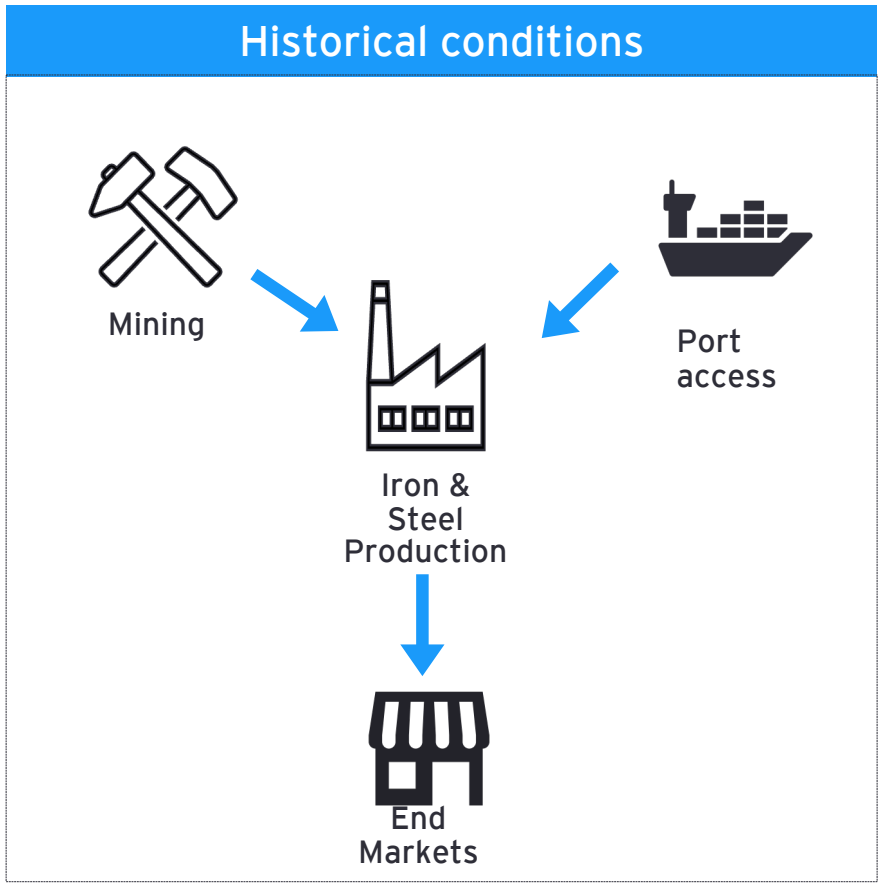 Historical conditions
Mining
Port
access
Iron &
Steel
Production
End
Markets